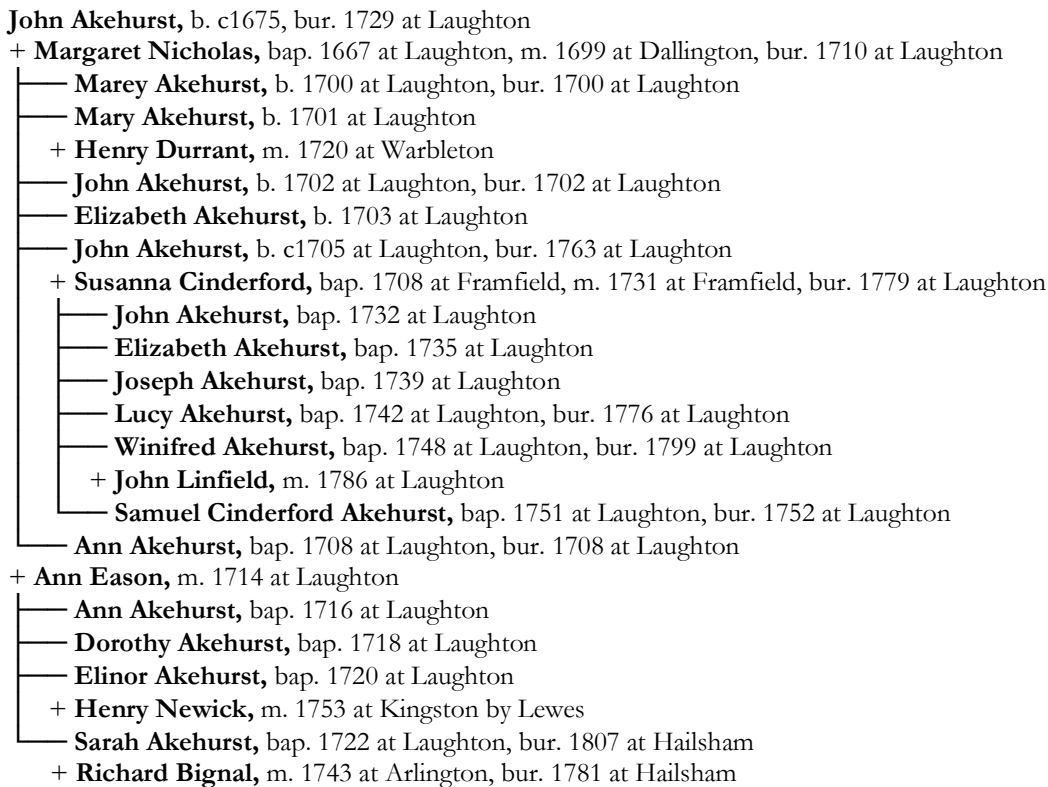 John Akehurst, b. c1675, bur. 1729 at Laughton
+ Margaret Nicholas, bap. 1667 at Laughton, m. 1699 at Dallington, bur. 1710 at Laughton
Marey Akehurst, b. 1700 at Laughton, bur. 1700 at Laughton
Mary Akehurst, b. 1701 at Laughton
+ Henry Durrant, m. 1720 at Warbleton
John Akehurst, b. 1702 at Laughton, bur. 1702 at Laughton
Elizabeth Akehurst, b. 1703 at Laughton
John Akehurst, b. c1705 at Laughton, bur. 1763 at Laughton
+ Susanna Cinderford, bap. 1708 at Framfield, m. 1731 at Framfield, bur. 1779 at Laughton
John Akehurst, bap. 1732 at Laughton
Elizabeth Akehurst, bap. 1735 at Laughton
Joseph Akehurst, bap. 1739 at Laughton
Lucy Akehurst, bap. 1742 at Laughton, bur. 1776 at Laughton
Winifred Akehurst, bap. 1748 at Laughton, bur. 1799 at Laughton
+ John Linfield, m. 1786 at Laughton
Samuel Cinderford Akehurst, bap. 1751 at Laughton, bur. 1752 at Laughton
Ann Akehurst, bap. 1708 at Laughton, bur. 1708 at Laughton
+ Ann Eason, m. 1714 at Laughton
Ann Akehurst, bap. 1716 at Laughton
Dorothy Akehurst, bap. 1718 at Laughton
Elinor Akehurst, bap. 1720 at Laughton
+ Henry Newick, m. 1753 at Kingston by Lewes
Sarah Akehurst, bap. 1722 at Laughton, bur. 1807 at Hailsham
+ Richard Bignal, m. 1743 at Arlington, bur. 1781 at Hailsham